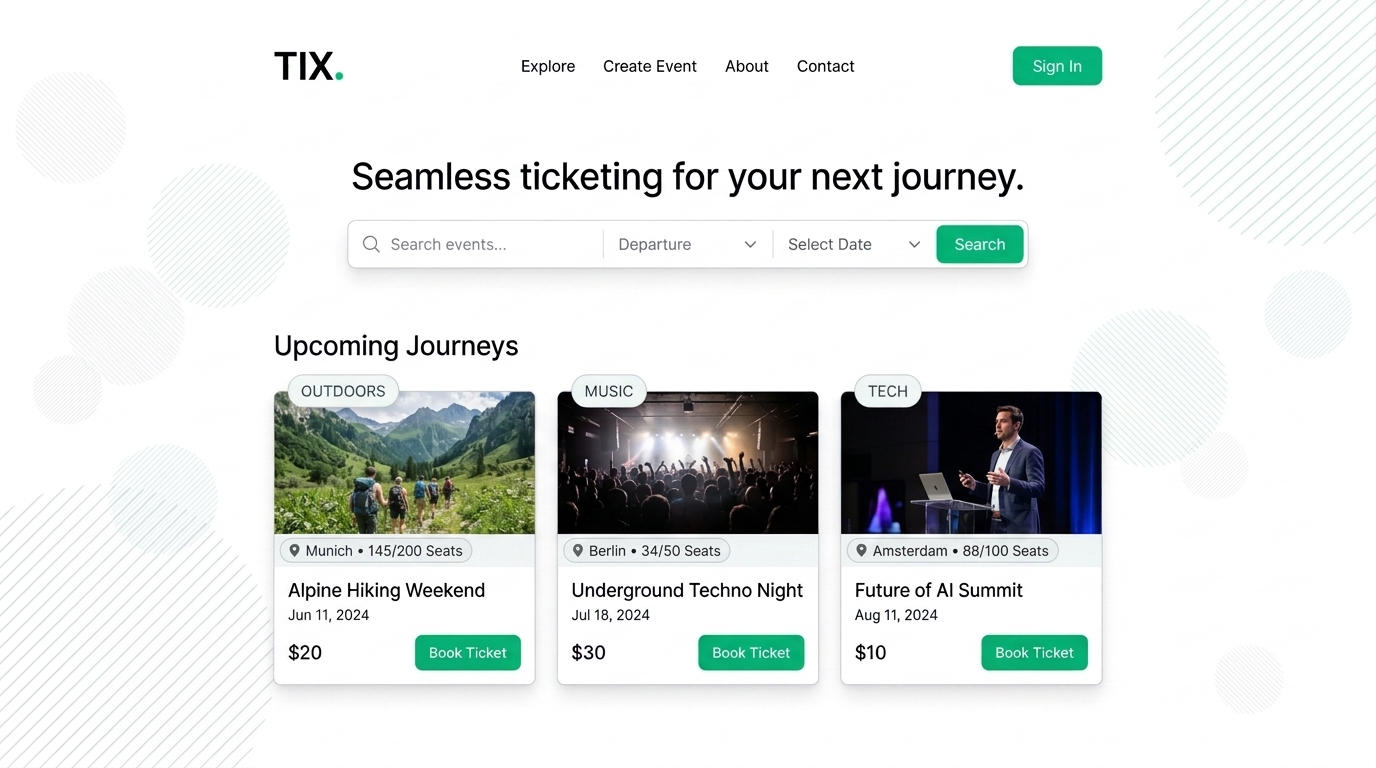 TIX.
Explore Create Event About Contact
Sign In
Seamless ticketing for your next journey.
Search events...
Departure
Select Date
Search
Upcoming Journeys
OUTDOORS
Munich • 145/200 Seats
Alpine Hiking Weekend
Jun 11, 2024
$20
Book Ticket
MUSIC
Berlin • 34/50 Seats
Underground Techno Night
Jul 18, 2024
$30
Book Ticket
TECH
Amsterdam • 88/100 Seats
Future of AI Summit
Aug 11, 2024
$10
Book Ticket